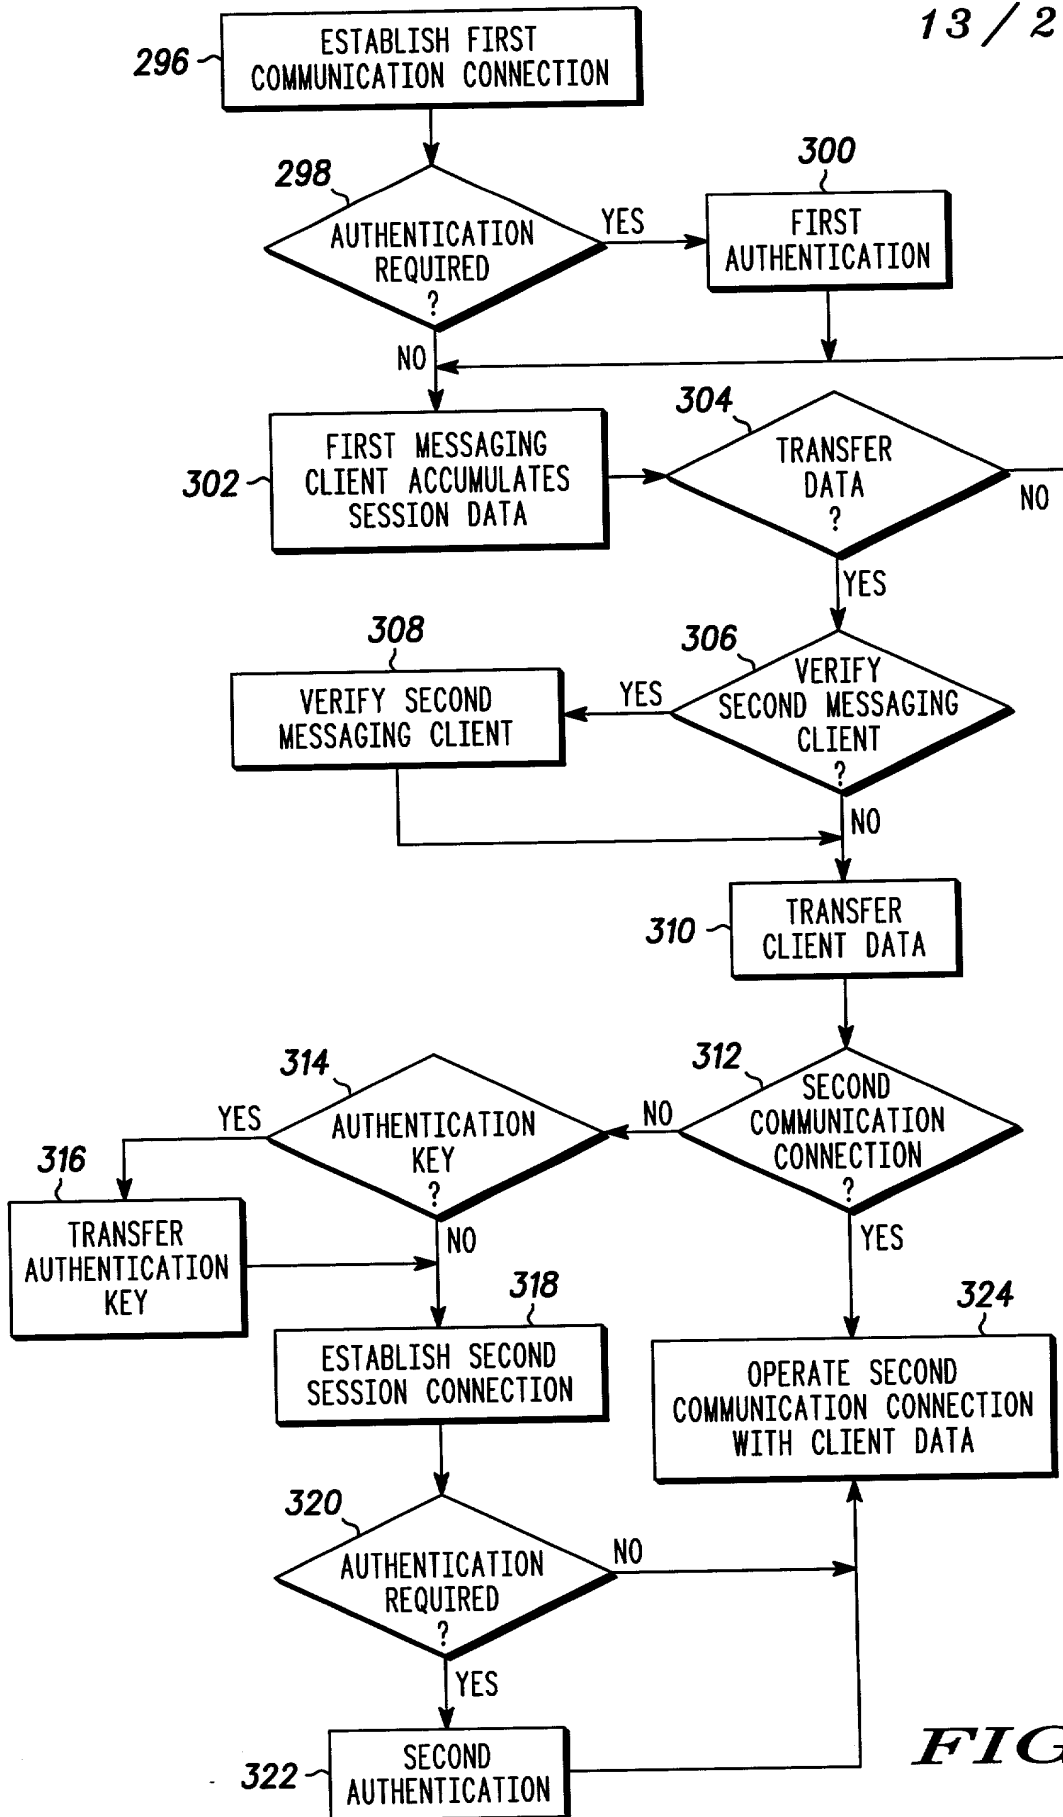 13/2
296
ESTABLISH FIRST
COMMUNICATION CONNECTION
298
AUTHENTICATION
REQUIRED
?
YES
300
FIRST
AUTHENTICATION
NO
302
FIRST MESSAGING
CLIENT ACCUMULATES
SESSION DATA
304
TRANSFER
DATA
?
NO
YES
306
VERIFY
SECOND MESSAGING
CLIENT
?
YES
308
VERIFY SECOND
MESSAGING CLIENT
NO
310
TRANSFER
CLIENT DATA
312
SECOND
COMMUNICATION
CONNECTION
?
NO
314
AUTHENTICATION
KEY
?
YES
316
TRANSFER
AUTHENTICATION
KEY
NO
YES
318
ESTABLISH SECOND
SESSION CONNECTION
324
OPERATE SECOND
COMMUNICATION CONNECTION
WITH CLIENT DATA
320
AUTHENTICATION
REQUIRED
?
NO
YES
322
SECOND
AUTHENTICATION
FIG